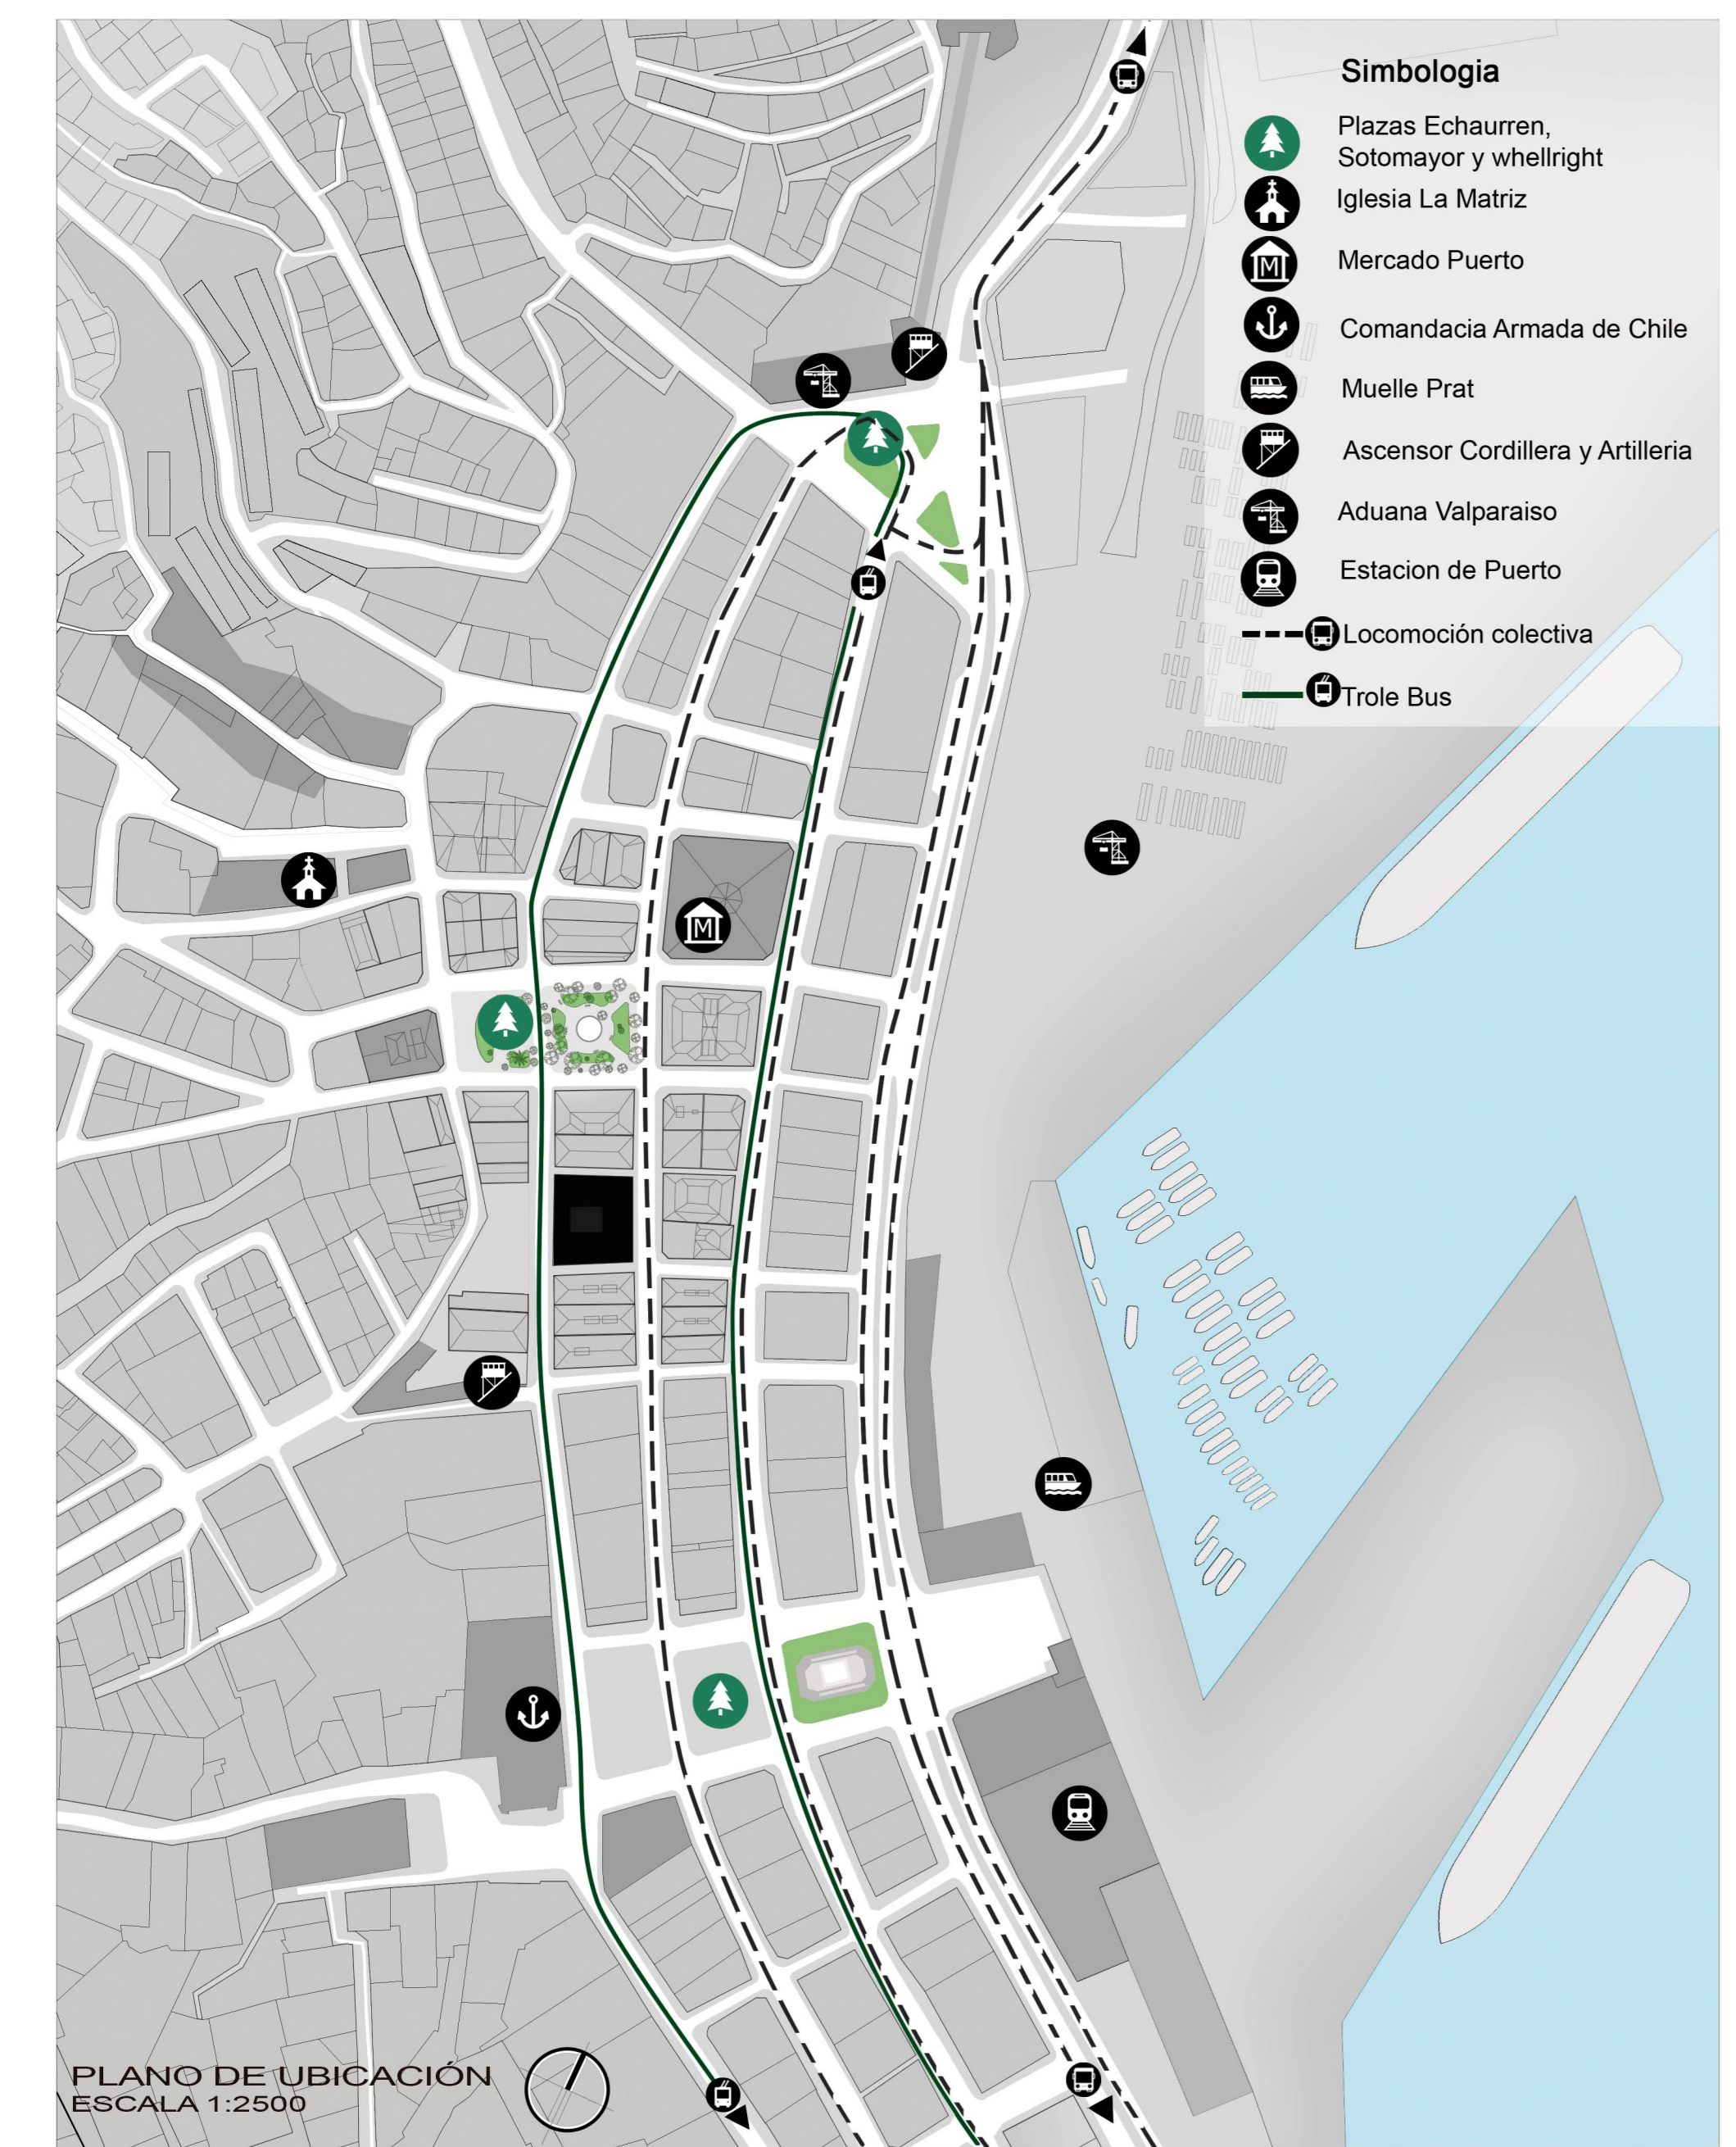 Simbologia
Plazas Echaurren,
Sotomayor y whellright
Iglesia La Matriz
M
Mercado Puerto
Comandacia Armada de Chile
Muelle Prat
Ascensor Cordillera y Artilleria
Aduana Valparaiso
Estacion de Puerto
Locomoción colectiva
Trole Bus
M
PLANO DE UBICACIÓN
ESCALA 1:2500